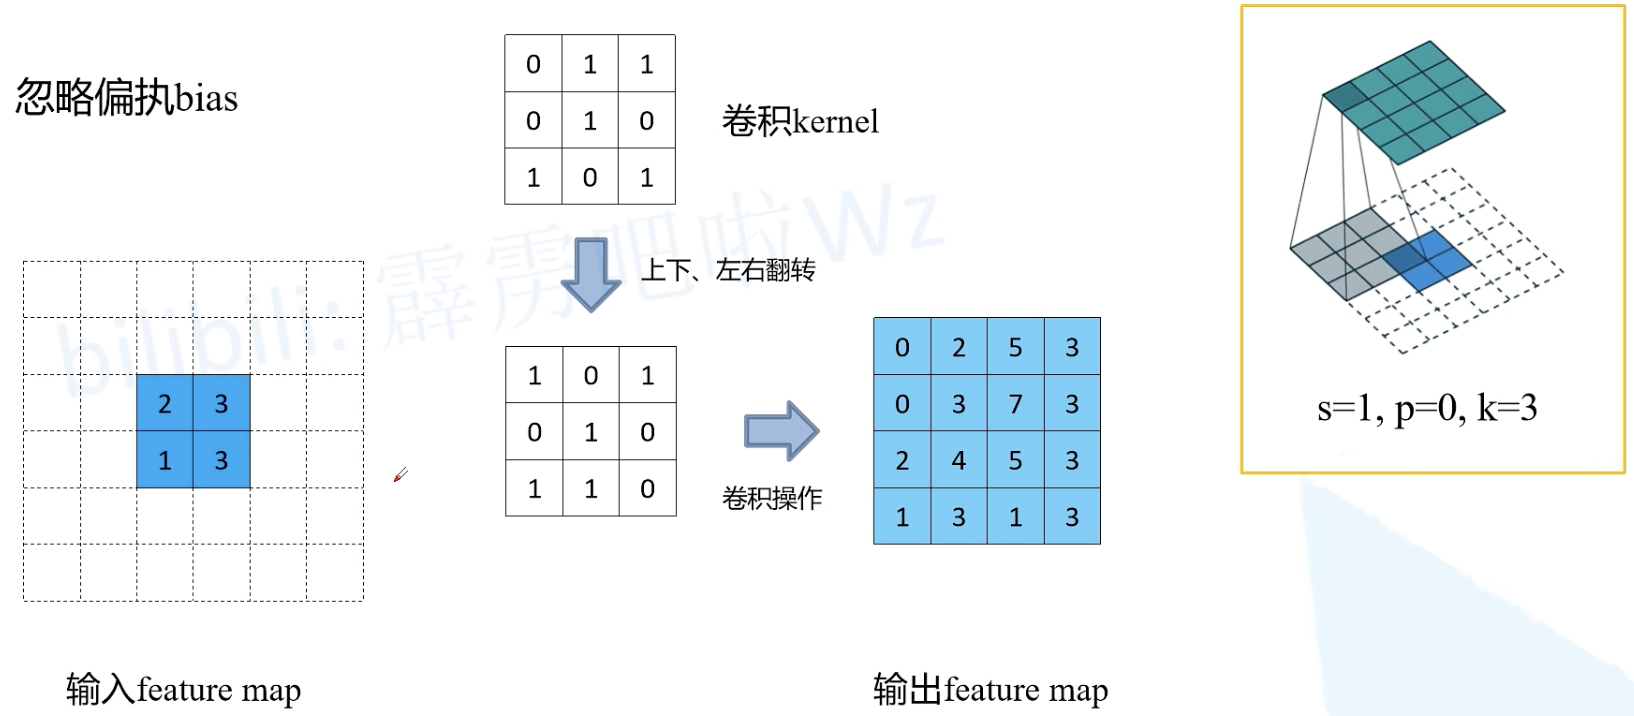 忽略偏执bias
0 1 1
0 1 0
1 0 1
卷积kernel
上下、左右翻转
2 3
1 3
1 0 1
0 1 0
1 1 0
卷积操作
0 2 5 3
0 3 7 3
2 4 5 3
1 3 1 3
s=1, p=0, k=3
输入feature map
输出feature map
bilibili: 霹雳吧啦Wz